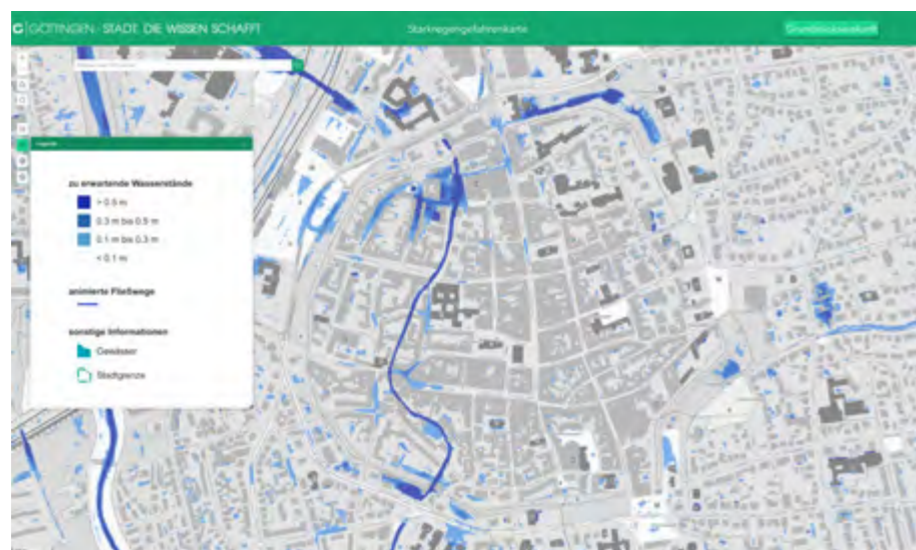 GÖTTINGEN. STADT, DIE WISSEN SCHAFFT
Starkregengefahrenkarte
Grundstücksauskunft
Legende
zu erwartende Wasserstände
> 0.5 m
0.3 m bis 0.5 m
0.1 m bis 0.3 m
< 0.1 m
animierte Fließwege
sonstige Informationen
Gewässer
Stadtgrenze